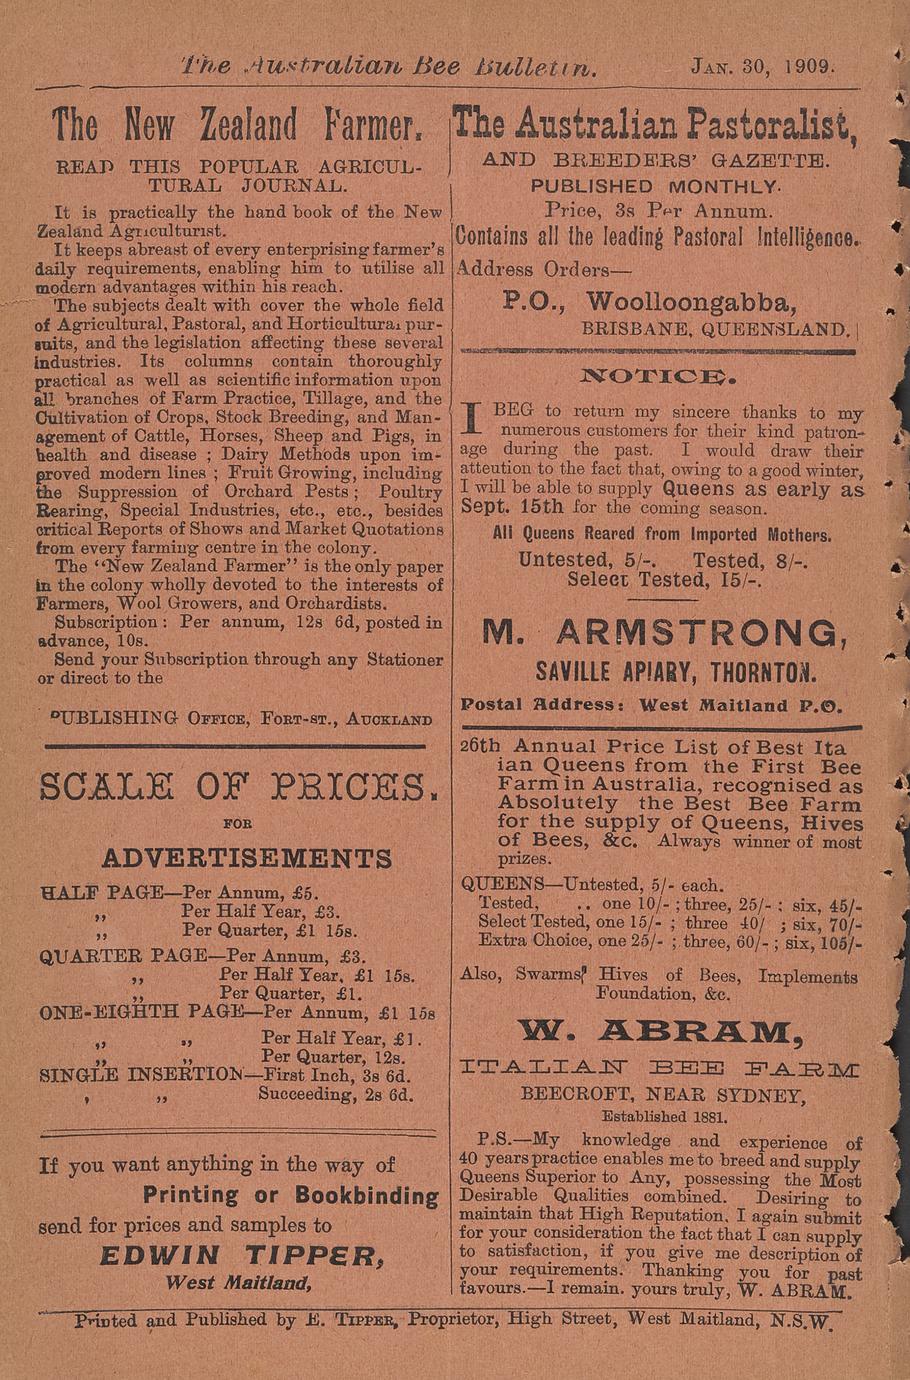 The Australian Bee Bulletin. JAN. 30, 1909.
The New Zealand Farmer.
READ THIS POPULAR AGRICUL-
TURAL JOURNAL.
It is practically the hand book of the New
Zealand Agriculturist.
It keeps abreast of every enterprising farmer's
daily requirements, enabling him to utilise all
modern advantages within his reach.
The subjects dealt with cover the whole field
of Agricultural, Pastoral, and Horticultural pur-
suits, and the legislation affecting these several
industries. Its columns contain thoroughly
practical as well as scientific information upon
all branches of Farm Practice, Tillage, and the
Cultivation of Crops, Stock Breeding, and Man-
agement of Cattle, Horses, Sheep and Pigs, in
health and disease ; Dairy Methods upon im-
proved modern lines ; Fruit Growing, including
the Suppression of Orchard Pests ; Poultry
Rearing, Special Industries, etc., etc., besides
critical Reports of Shows and Market Quotations
from every farming centre in the colony.
The "New Zealand Farmer" is the only paper
in the colony wholly devoted to the interests of
Farmers, Wool Growers, and Orchardists.
Subscription : Per annum, 12s 6d, posted in
advance, 10s.
Send your Subscription through any Stationer
or direct to the
PUBLISHING OFFICE, FORT-ST., AUCKLAND
SCALE OF PRICES.
FOR
ADVERTISEMENTS
HALF PAGE—Per Annum, £5.
,, Per Half Year, £3.
,, Per Quarter, £1 15s.
QUARTER PAGE—Per Annum, £3.
,, Per Half Year, £1 15s.
,, Per Quarter, £1.
ONE-EIGHTH PAGE—Per Annum, £1 15s
,, ,, Per Half Year, £1.
,, ,, Per Quarter, 12s.
SINGLE INSERTION—First Inch, 3s 6d.
, ,, Succeeding, 2s 6d.
If you want anything in the way of
Printing or Bookbinding
send for prices and samples to
EDWIN TIPPER,
West Maitland,
The Australian Pastoralist,
AND BREEDERS' GAZETTE.
PUBLISHED MONTHLY.
Price, 3s Per Annum.
Contains all the leading Pastoral Intelligence.
Address Orders—
P.O., Woolloongabba,
BRISBANE, QUEENSLAND.
NOTICE.
I BEG to return my sincere thanks to my
numerous customers for their kind patron-
age during the past. I would draw their
attention to the fact that, owing to a good winter,
I will be able to supply Queens as early as
Sept. 15th for the coming season.
All Queens Reared from Imported Mothers.
Untested, 5/-. Tested, 8/-.
Select Tested, 15/-.
M. ARMSTRONG,
SAVILLE APIARY, THORNTON.
Postal Address: West Maitland P.O.
26th Annual Price List of Best Ita
ian Queens from the First Bee
Farm in Australia, recognised as
Absolutely the Best Bee Farm
for the supply of Queens, Hives
of Bees, &c. Always winner of most
prizes.
QUEENS—Untested, 5/- each.
Tested, .. one 10/- ; three, 25/- ; six, 45/-
Select Tested, one 15/- ; three 40/ ; six, 70/-
Extra Choice, one 25/- ; three, 60/- ; six, 105/-
Also, Swarms, Hives of Bees, Implements
Foundation, &c.
W. ABRAM,
ITALIAN BEE FARM
BEECROFT, NEAR SYDNEY,
Established 1881.
P.S.—My knowledge and experience of
40 years practice enables me to breed and supply
Queens Superior to Any, possessing the Most
Desirable Qualities combined. Desiring to
maintain that High Reputation, I again submit
for your consideration the fact that I can supply
to satisfaction, if you give me description of
your requirements. Thanking you for past
favours.—I remain. yours truly, W. ABRAM.
Printed and Published by E. TIPPER, Proprietor, High Street, West Maitland, N.S.W.